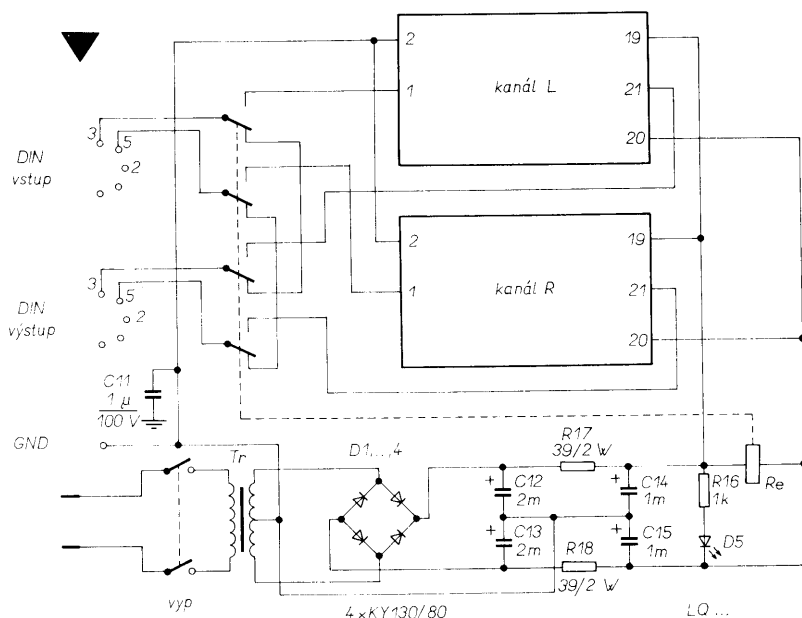 2
19
kanál L
1
21
20
3
5
2
DIN
vstup
2
19
kanál R
1
21
20
3
5
2
DIN
výstup
C11
1 µ
100 V
GND
Tr
D1,...,4
R17
39/2 W
C12
2m
C14
1m
R16
1k
Re
C13
2m
R18
39/2 W
C15
1m
D5
vyp
4×KY130/80
LQ ...
+
+
+
+